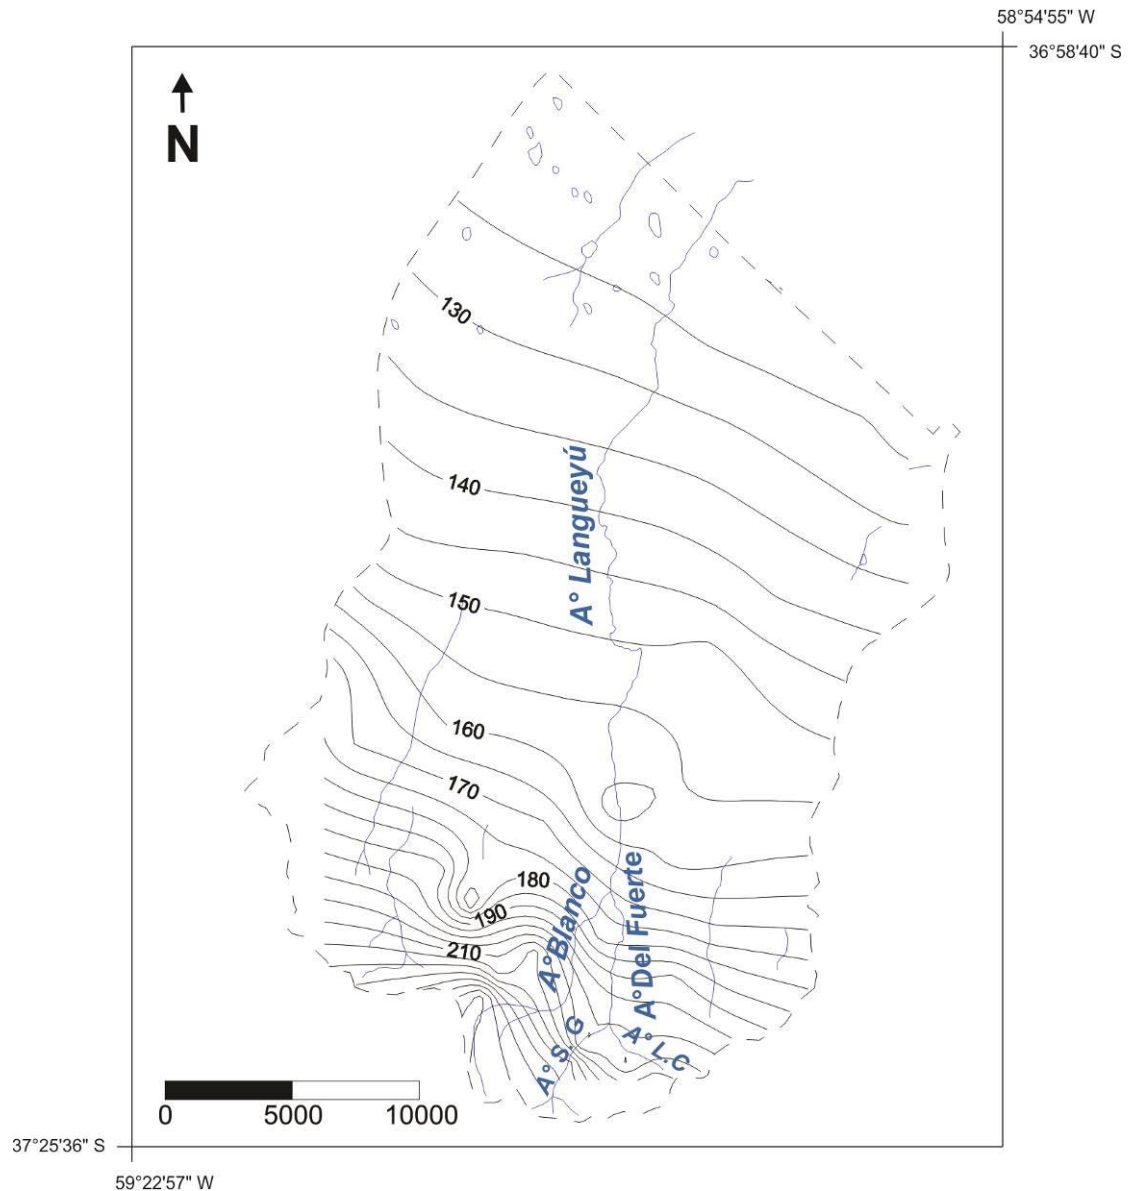 58°54'55" W
36°58'40" S
N
130
140
A° Langueyú
150
160
170
180
190
210
A°Blanco
A°Del Fuerte
A° S. G
A° L.C
0 5000 10000
37°25'36" S
59°22'57" W